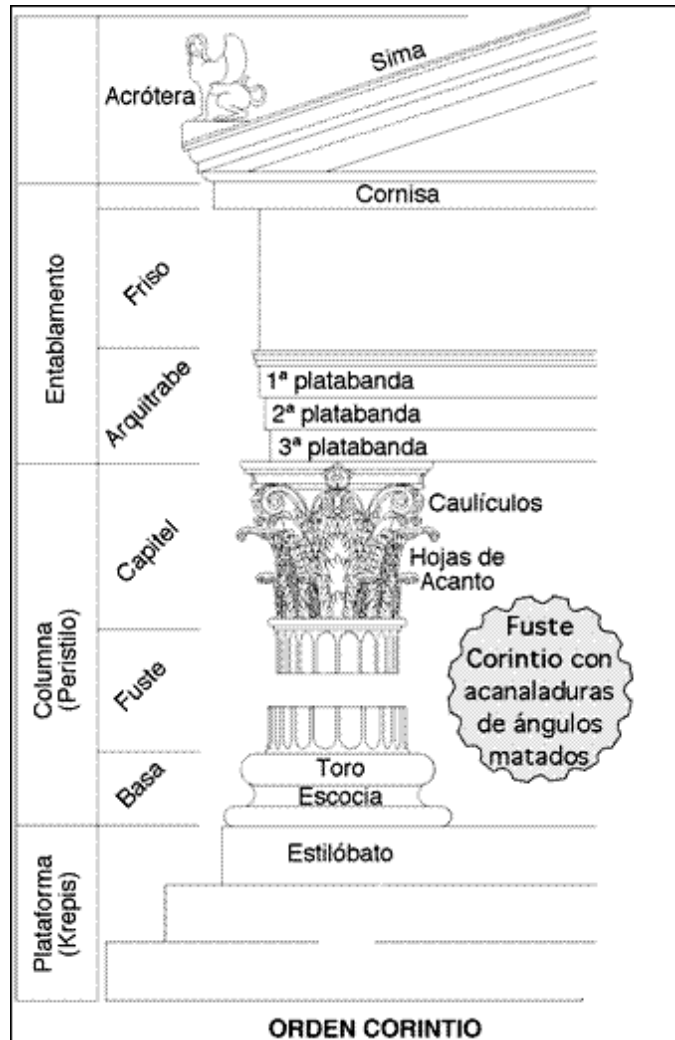 Sima
Acrótera
Cornisa
Entablamento
Friso
Arquitrabe
1ª platabanda
2ª platabanda
3ª platabanda
Columna
(Peristilo)
Capitel
Caulículos
Hojas de
Acanto
Fuste
Fuste
Corintio con
acanaladuras
de ángulos
matados
Basa
Toro
Escocia
Plataforma
(Krepis)
Estilóbato
ORDEN CORINTIO